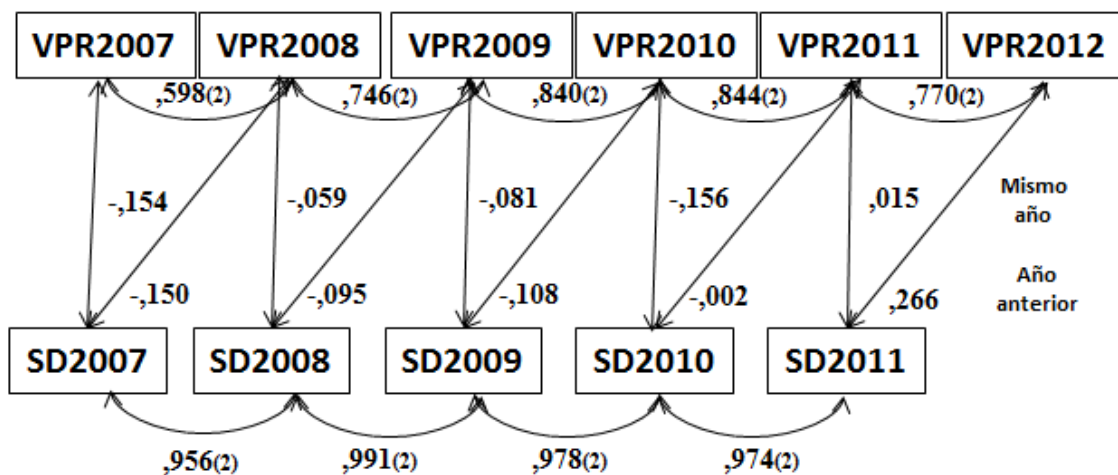 VPR2007 VPR2008 VPR2009 VPR2010 VPR2011 VPR2012
,598(2) ,746(2) ,840(2) ,844(2) ,770(2)
-,154 -,059 -,081 -,156 ,015 Mismo
año
-,150 -,095 -,108 -,002 ,266 Año
anterior
SD2007 SD2008 SD2009 SD2010 SD2011
,956(2) ,991(2) ,978(2) ,974(2)